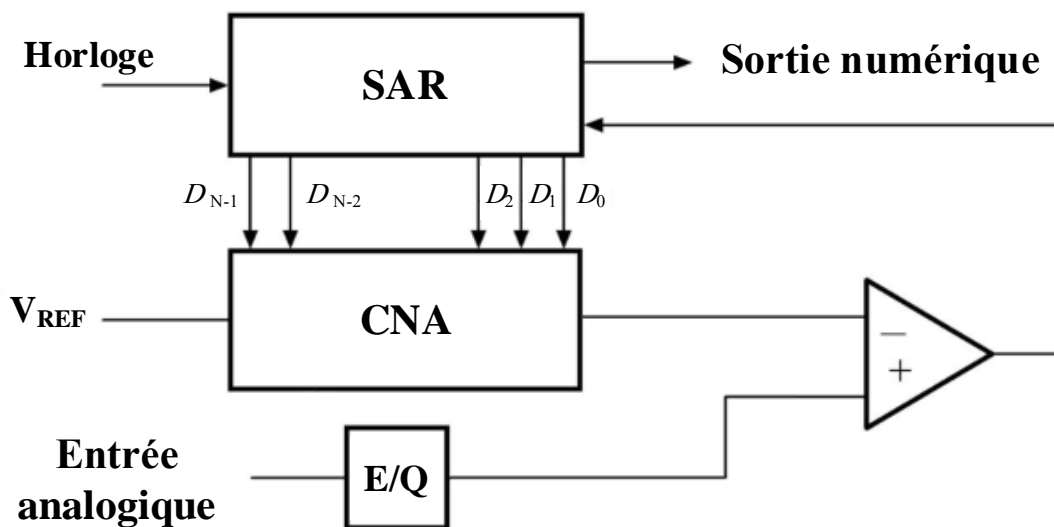 Horloge
SAR
Sortie numérique
D N-1 D N-2 D2 D1 D0
VREF
CNA
−
+
Entrée
analogique
E/Q